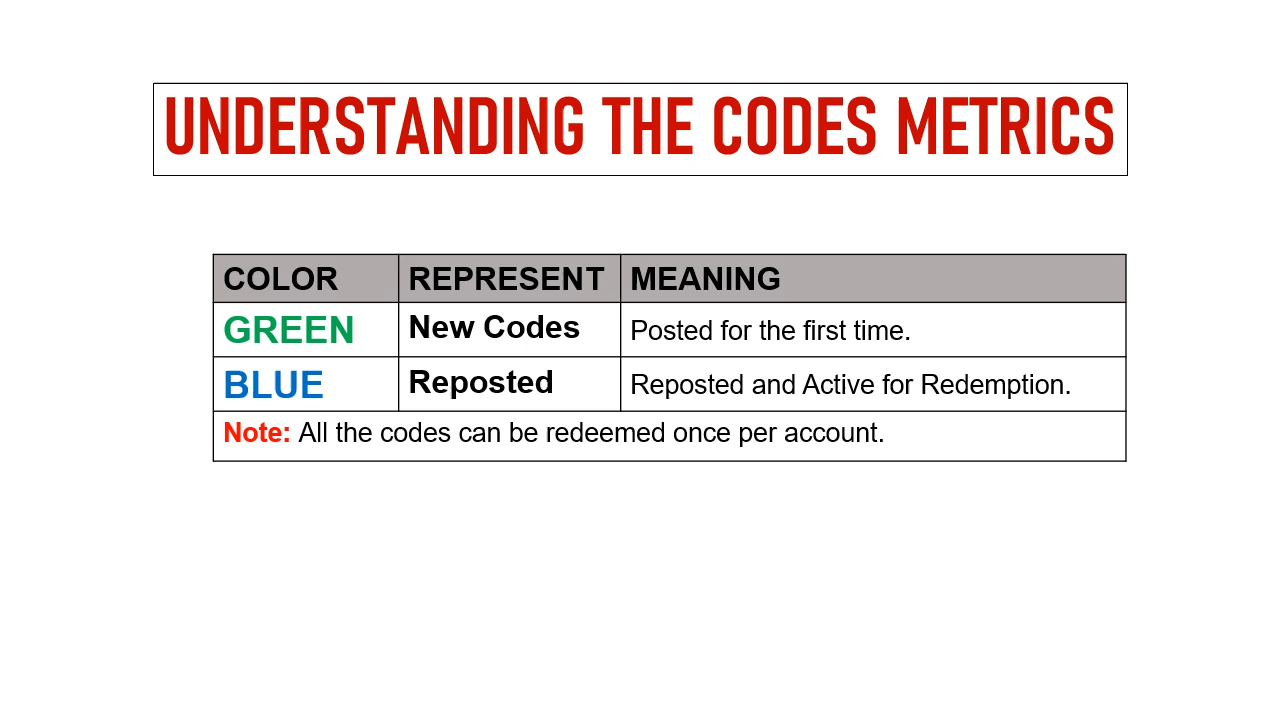 UNDERSTANDING THE CODES METRICS
COLOR REPRESENT MEANING
GREEN New Codes Posted for the first time.
BLUE Reposted Reposted and Active for Redemption.
Note: All the codes can be redeemed once per account.